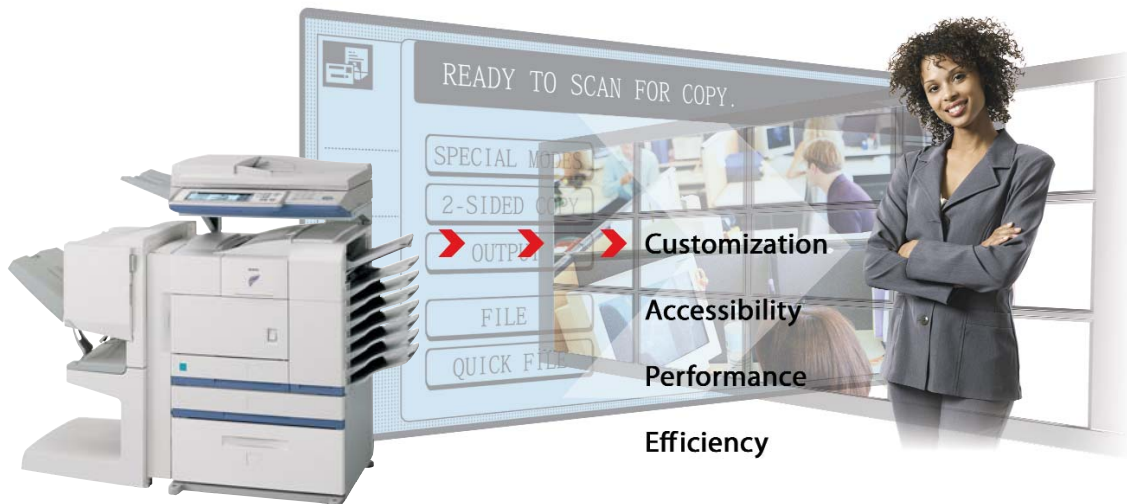 READY TO SCAN FOR COPY.
SPECIAL MODES
2-SIDED COPY
OUTPUT
FILE
QUICK FILE
Customization
Accessibility
Performance
Efficiency